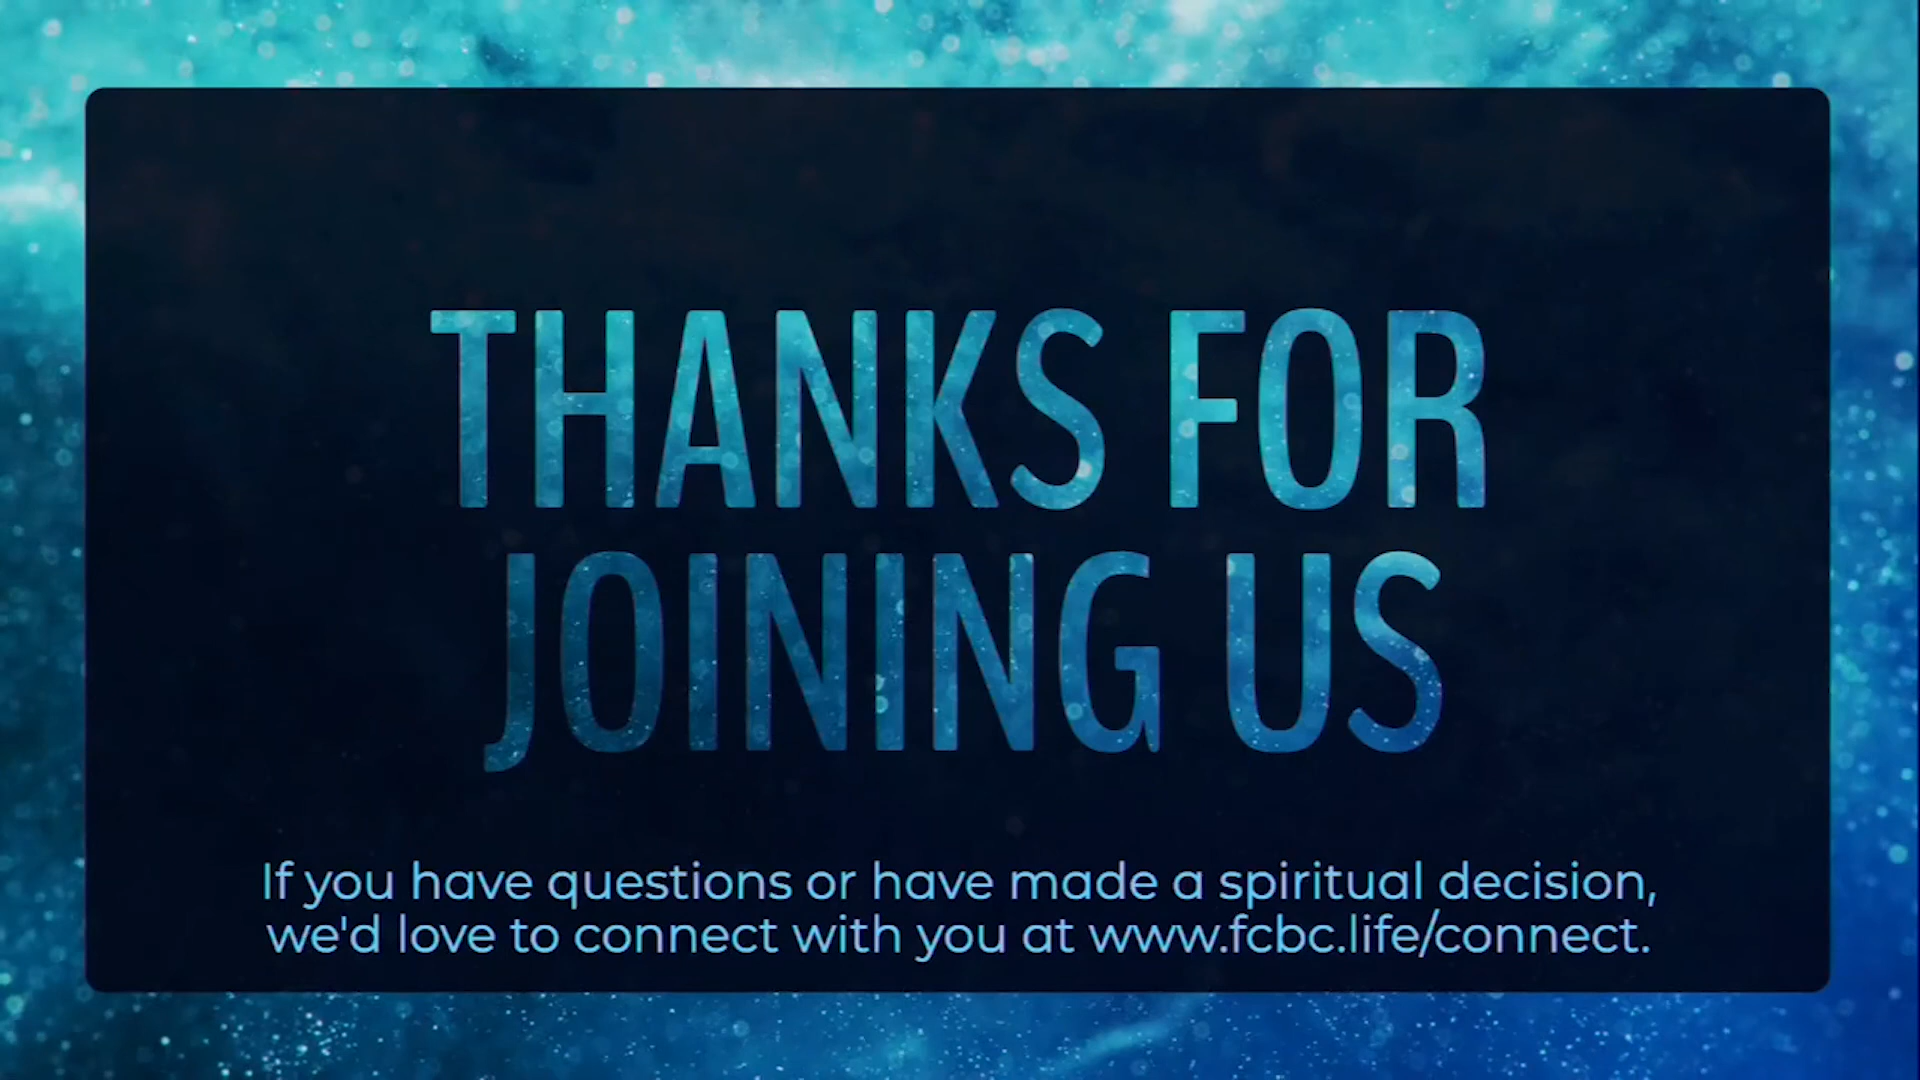 THANKS FOR
JOINING US
If you have questions or have made a spiritual decision,
we'd love to connect with you at www.fcbc.life/connect.